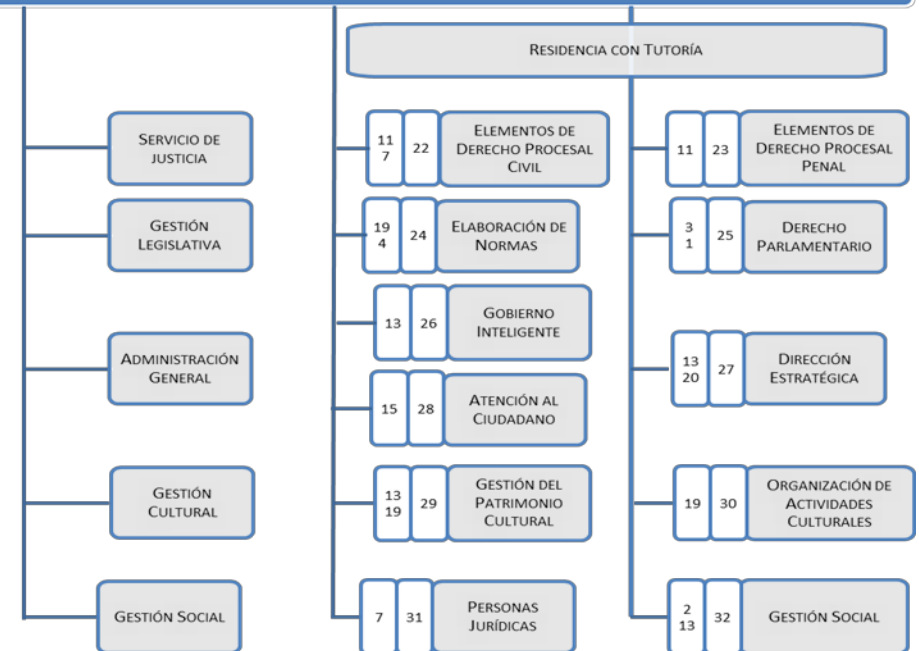 RESIDENCIA CON TUTORÍA
SERVICIO DE
JUSTICIA
11
7
22
ELEMENTOS DE
DERECHO PROCESAL
CIVIL
11
23
ELEMENTOS DE
DERECHO PROCESAL
PENAL
GESTIÓN
LEGISLATIVA
19
4
24
ELABORACIÓN DE
NORMAS
3
1
25
DERECHO
PARLAMENTARIO
ADMINISTRACIÓN
GENERAL
13
26
GOBIERNO
INTELIGENTE
13
20
27
DIRECCIÓN
ESTRATÉGICA
15
28
ATENCIÓN AL
CIUDADANO
GESTIÓN
CULTURAL
13
19
29
GESTIÓN DEL
PATRIMONIO
CULTURAL
19
30
ORGANIZACIÓN DE
ACTIVIDADES
CULTURALES
GESTIÓN SOCIAL
7
31
PERSONAS
JURÍDICAS
2
13
32
GESTIÓN SOCIAL